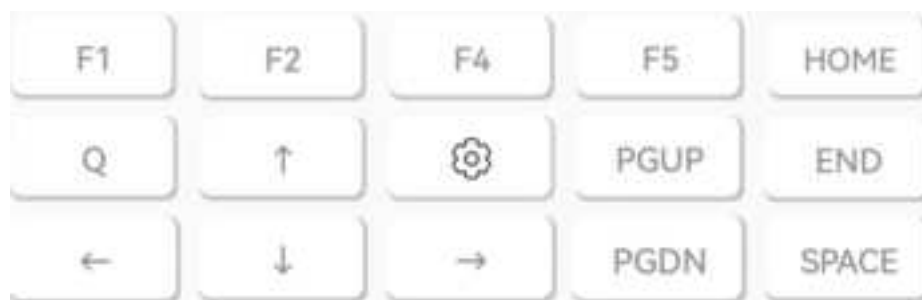 F1 F2 F4 F5 HOME
Q ↑ PGUP END
← ↓ → PGDN SPACE